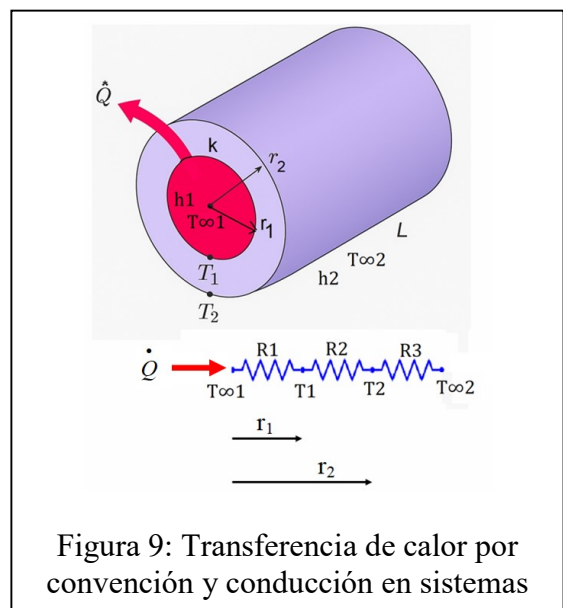 Q̇
k
r₂
h1
T∞1
r₁
L
T₁
h2
T∞2
T₂
R1 R2 R3
Q̇
T∞1 T1 T2 T∞2
r₁
r₂
Figura 9: Transferencia de calor por
convención y conducción en sistemas